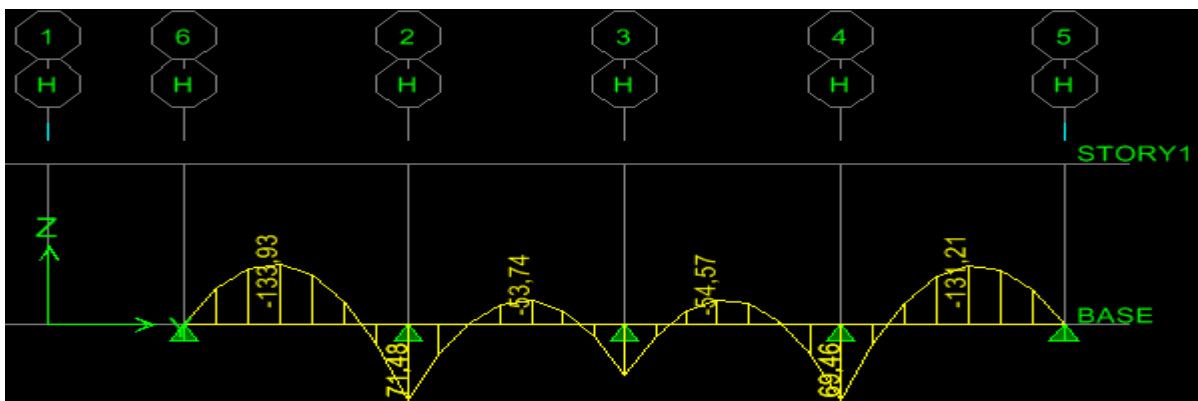 1 6 2 3 4 5
H H H H H H
STORY1
Z
-133,93 -53,74 -54,57 -131,21
BASE
71,48 69,46